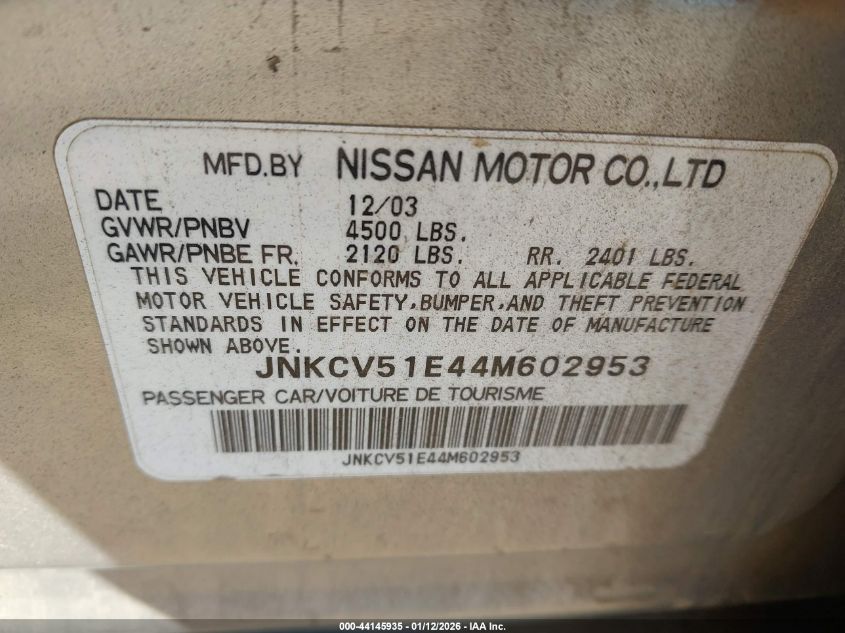 MFD.BY NISSAN MOTOR CO.,LTD
DATE 12/03
GVWR/PNBV 4500 LBS.
GAWR/PNBE FR. 2120 LBS. RR. 2401 LBS.
THIS VEHICLE CONFORMS TO ALL APPLICABLE FEDERAL
MOTOR VEHICLE SAFETY,BUMPER,AND THEFT PREVENTION
STANDARDS IN EFFECT ON THE DATE OF MANUFACTURE
SHOWN ABOVE.
JNKCV51E44M602953
PASSENGER CAR/VOITURE DE TOURISME
JNKCV51E44M602953
000-44145935 - 01/12/2026 - IAA Inc.